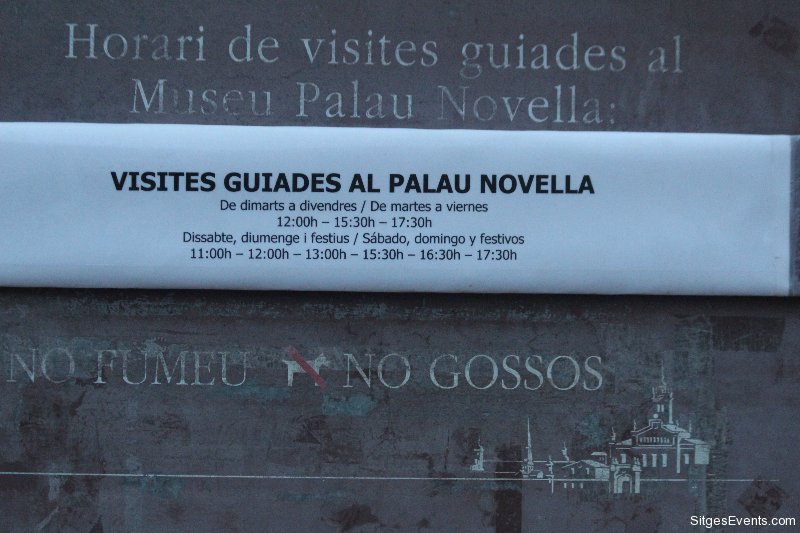 Horari de visites guiades al
Museu Palau Novella:
VISITES GUIADES AL PALAU NOVELLA
De dimarts a divendres / De martes a viernes
12:00h – 15:30h – 17:30h
Dissabte, diumenge i festius / Sábado, domingo y festivos
11:00h – 12:00h – 13:00h – 15:30h – 16:30h – 17:30h
NO FUMEU NO GOSSOS
SitgesEvents.com